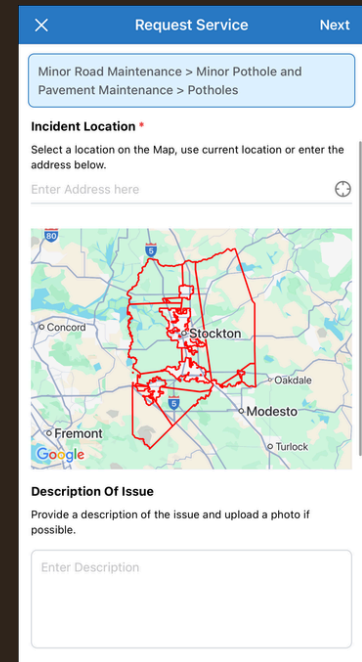 Request Service
Next
Minor Road Maintenance > Minor Pothole and
Pavement Maintenance > Potholes
Incident Location *
Select a location on the Map, use current location or enter the
address below.
Enter Address here
80
5
Concord
Stockton
Oakdale
5
Modesto
Fremont
Turlock
Google
Description Of Issue
Provide a description of the issue and upload a photo if
possible.
Enter Description